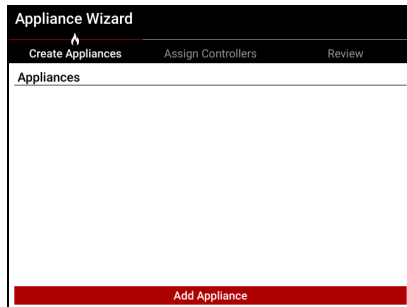 Appliance Wizard
Create Appliances Assign Controllers Review
Appliances
Add Appliance